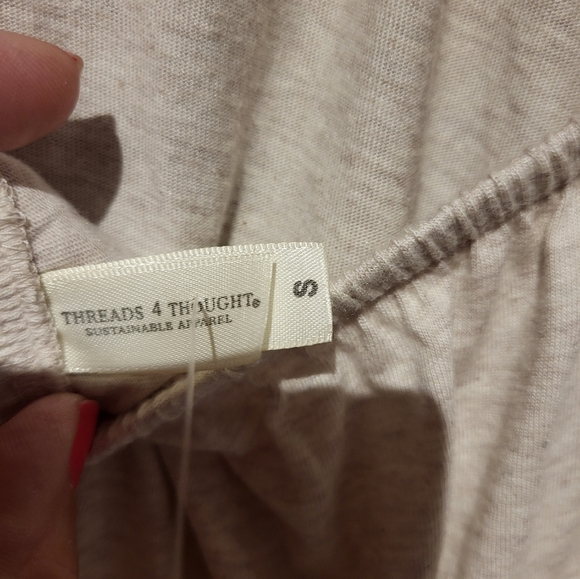 THREADS 4 THOUGHT®
SUSTAINABLE APPAREL
S